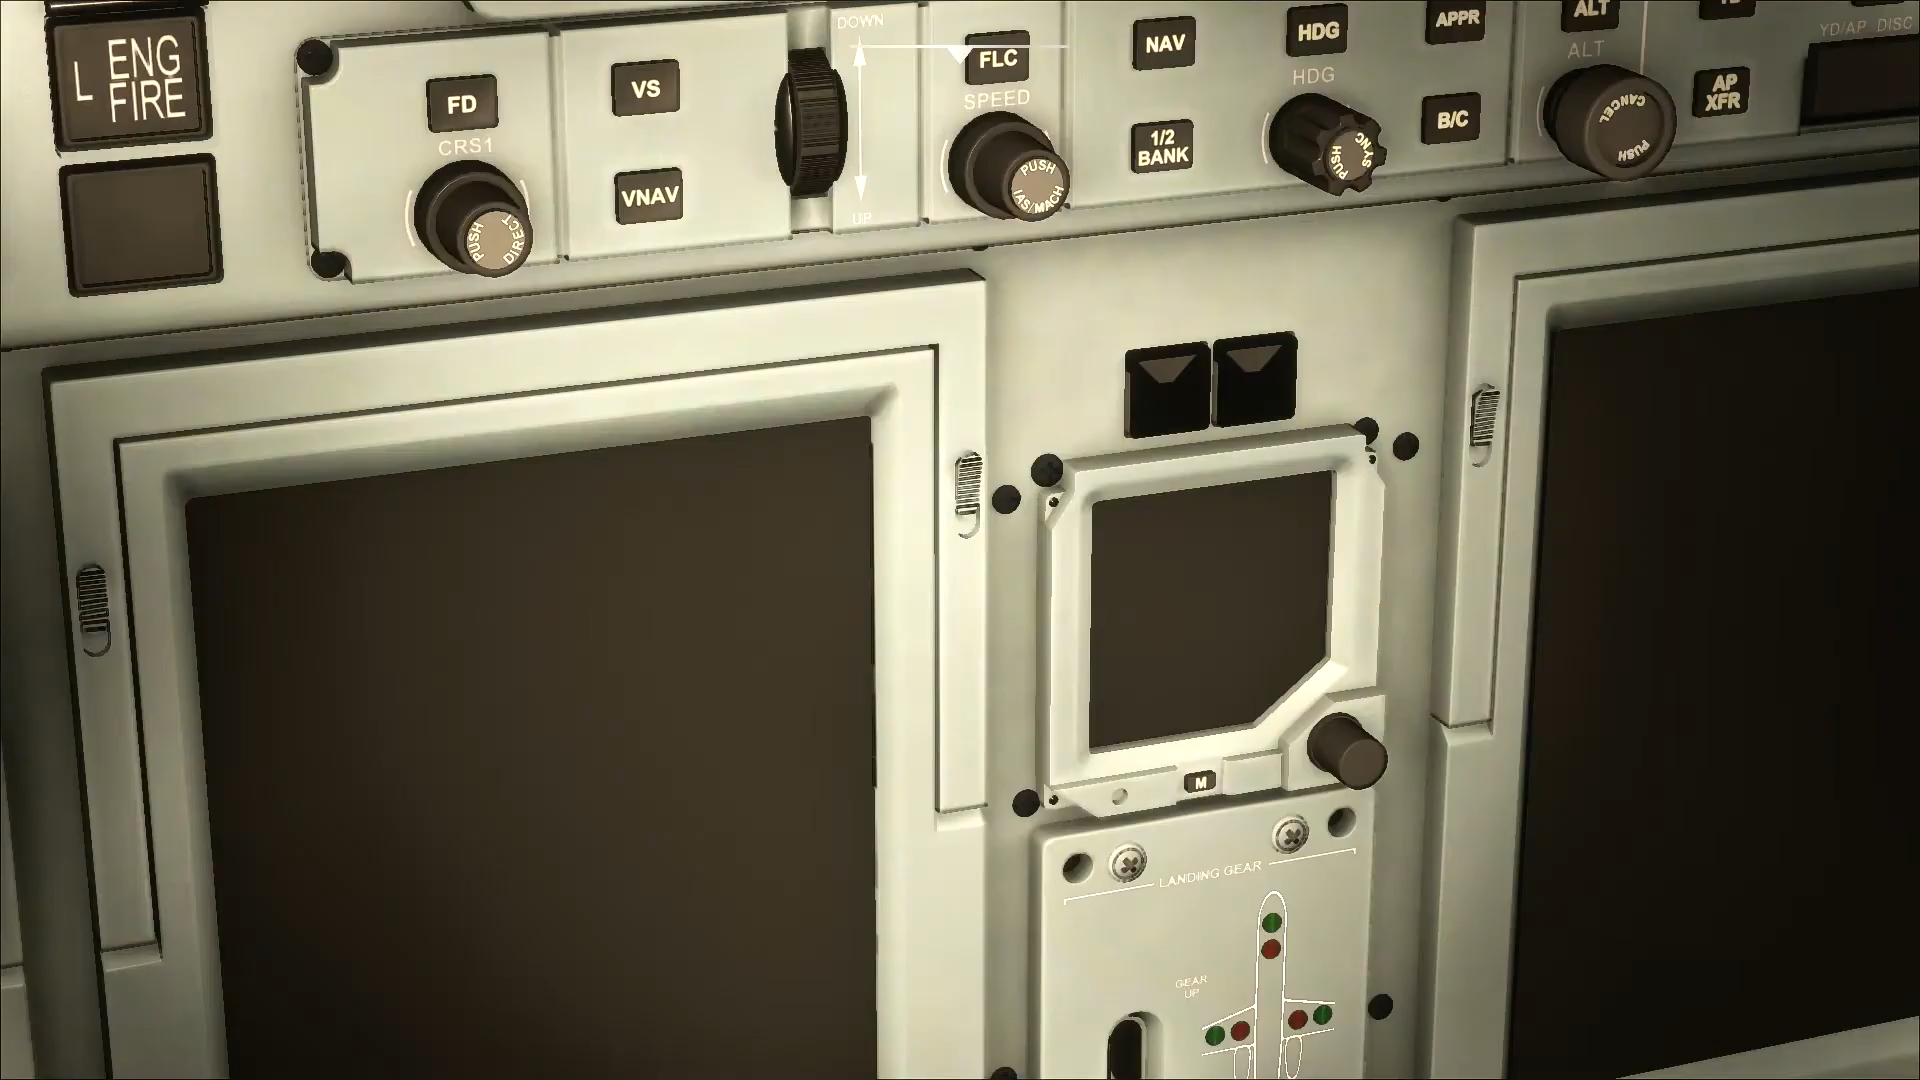 L ENG
FIRE
FD
CRS1
PUSH
DIRECT
VS
VNAV
DOWN
UP
FLC
SPEED
PUSH
IAS/MACH
NAV
1/2
BANK
HDG
HDG
PUSH
SYNC
APPR
B/C
ALT
ALT
CANCEL
PUSH
AP
XFR
YD/AP DISC
M
LANDING GEAR
GEAR
UP